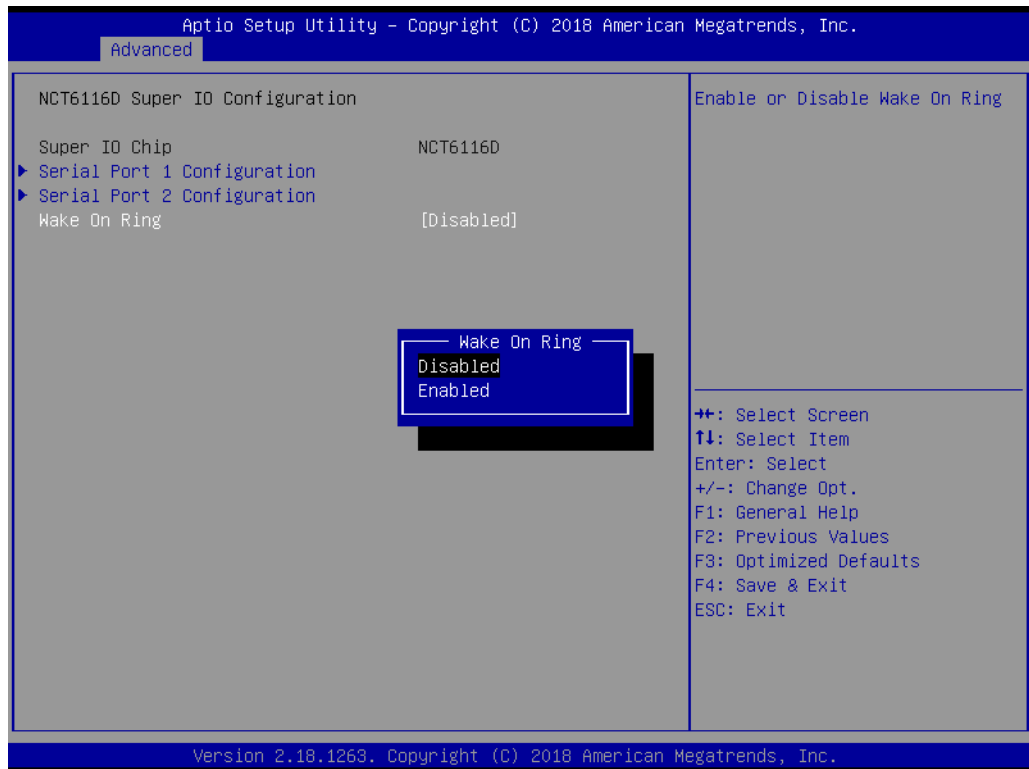 Aptio Setup Utility – Copyright (C) 2018 American Megatrends, Inc.
Advanced
NCT6116D Super IO Configuration
Super IO Chip NCT6116D
Serial Port 1 Configuration
Serial Port 2 Configuration
Wake On Ring [Disabled]
Wake On Ring
Disabled
Enabled
Enable or Disable Wake On Ring
→←: Select Screen
↑↓: Select Item
Enter: Select
+/-: Change Opt.
F1: General Help
F2: Previous Values
F3: Optimized Defaults
F4: Save & Exit
ESC: Exit
Version 2.18.1263. Copyright (C) 2018 American Megatrends, Inc.